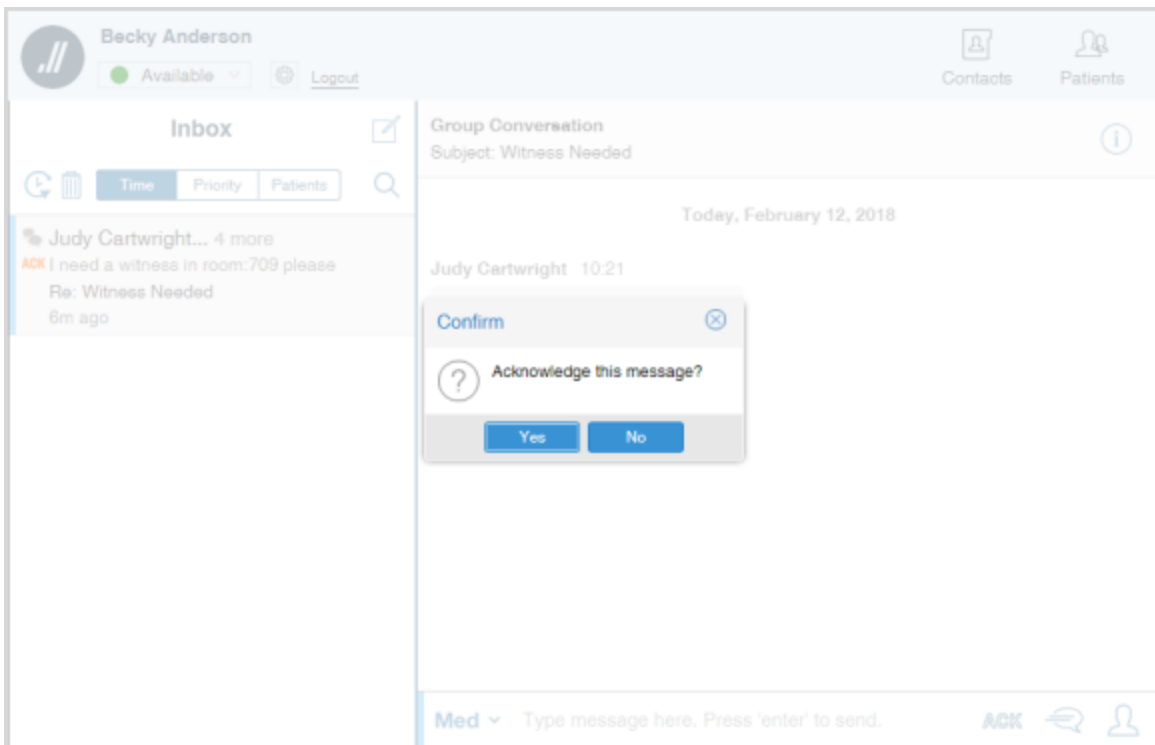 Becky Anderson
Available
Logout
Contacts
Patients
Inbox
Time
Priority
Patients
Judy Cartwright... 4 more
ACK I need a witness in room:709 please
Re: Witness Needed
6m ago
Group Conversation
Subject: Witness Needed
Today, February 12, 2018
Judy Cartwright 10:21
Confirm
? Acknowledge this message?
Yes
No
Med
Type message here. Press 'enter' to send.
ACK